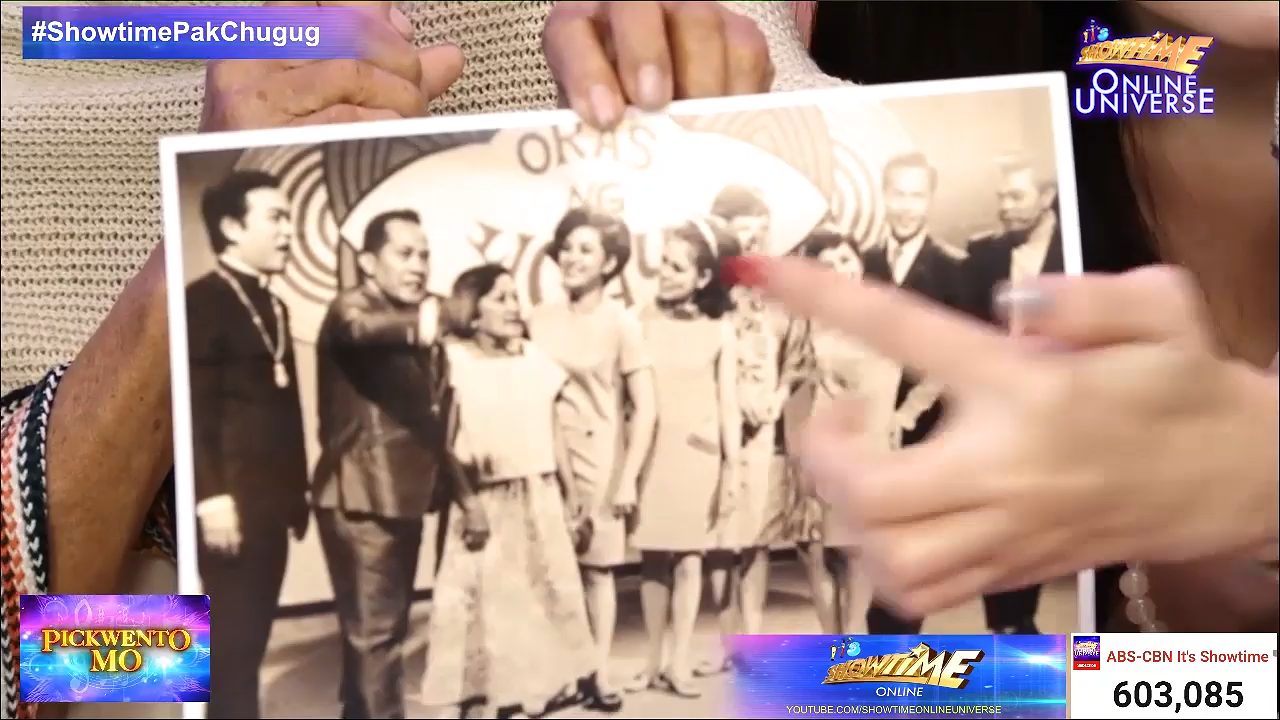 #ShowtimePakChugug
it's
SHOWTIME
ONLINE
UNIVERSE
ORAS
NG
PICKWENTO
MO
it's
SHOWTIME
ONLINE
YOUTUBE.COM/SHOWTIMEONLINEUNIVERSE
ABS-CBN It's Showtime
603,085